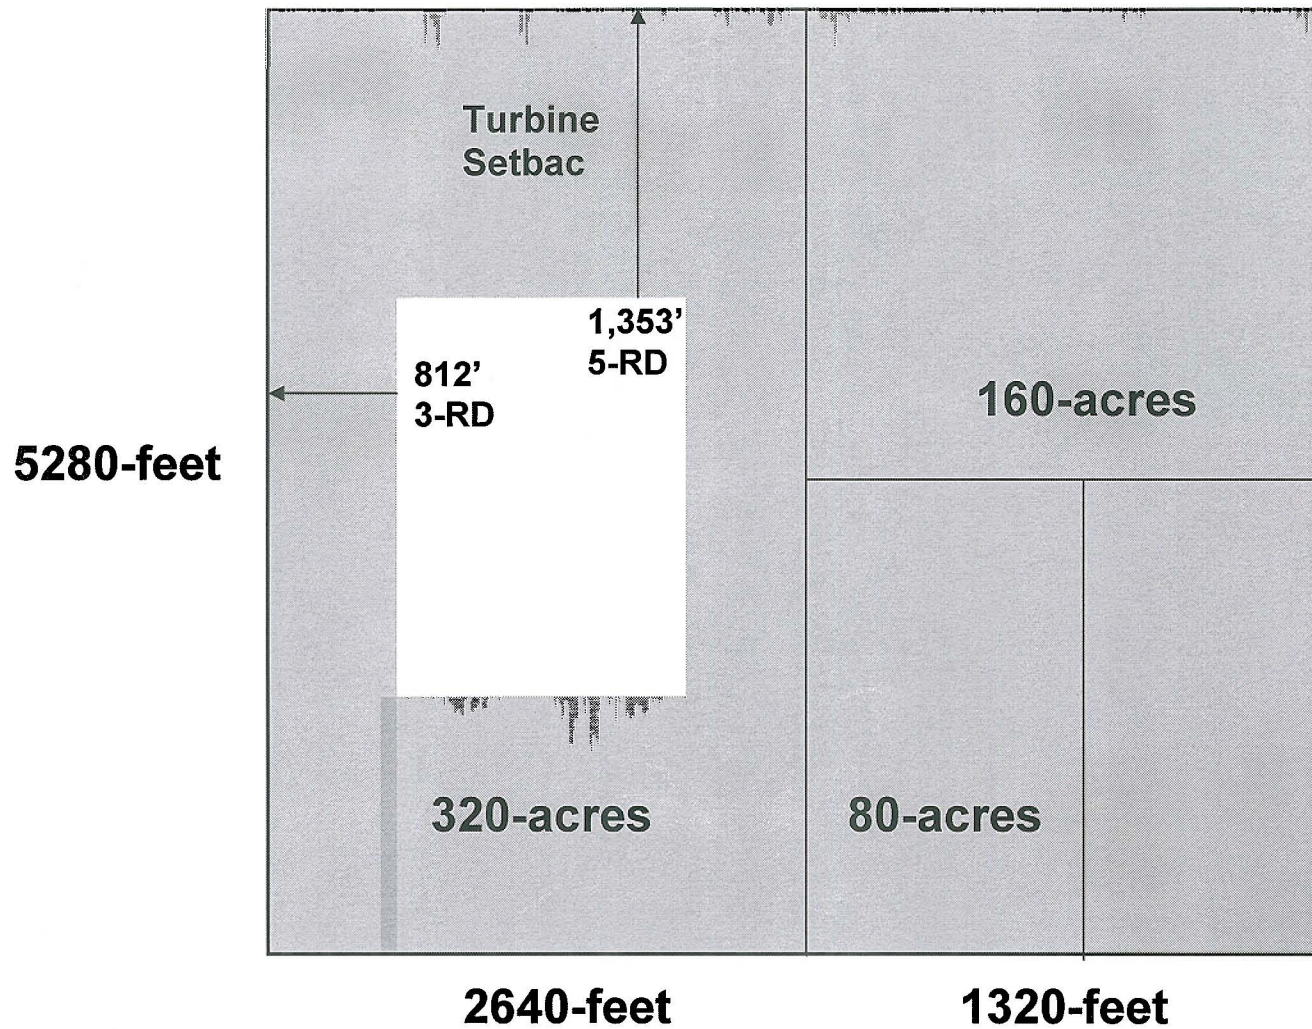 Turbine
Setbac
1,353’
5-RD
812’
3-RD
160-acres
5280-feet
320-acres
80-acres
2640-feet
1320-feet